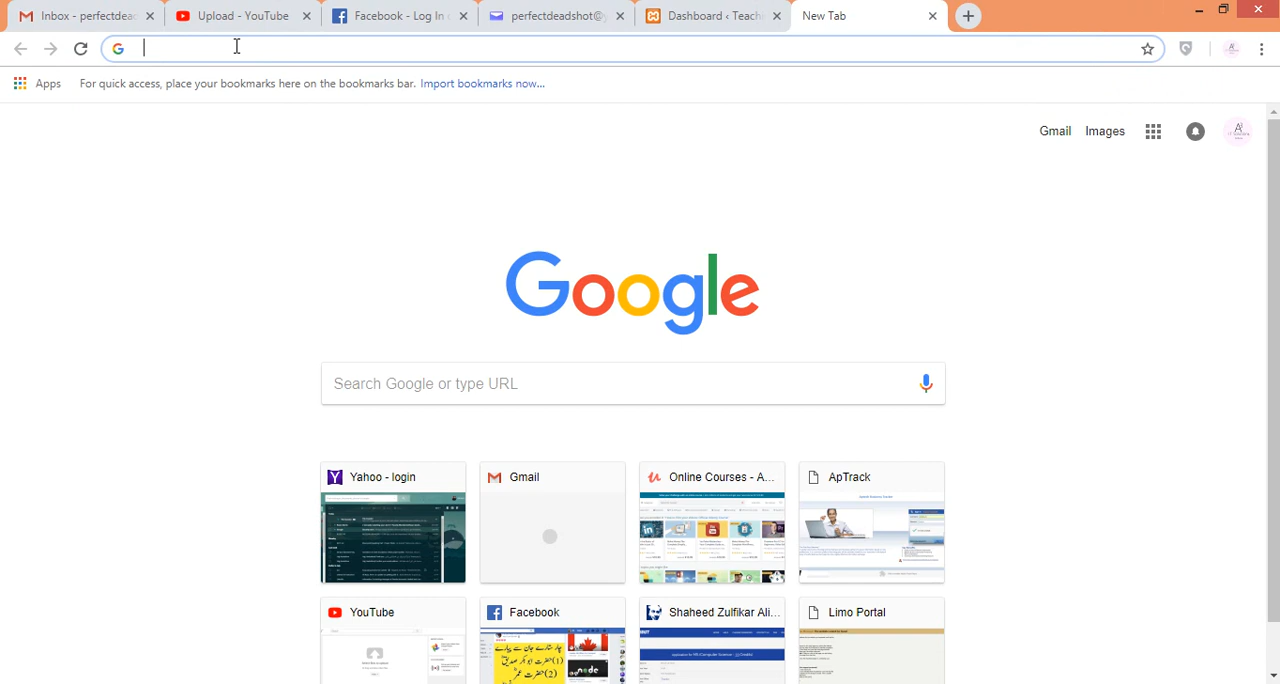 Inbox - perfectdead
Upload - YouTube
Facebook - Log In
perfectdeadshot@
Dashboard ‹ Teach
New Tab
Apps
For quick access, place your bookmarks here on the bookmarks bar. Import bookmarks now...
Gmail
Images
Google
Search Google or type URL
Yahoo - login
Gmail
Online Courses - A...
ApTrack
YouTube
Facebook
Shaheed Zulfikar Ali...
Limo Portal